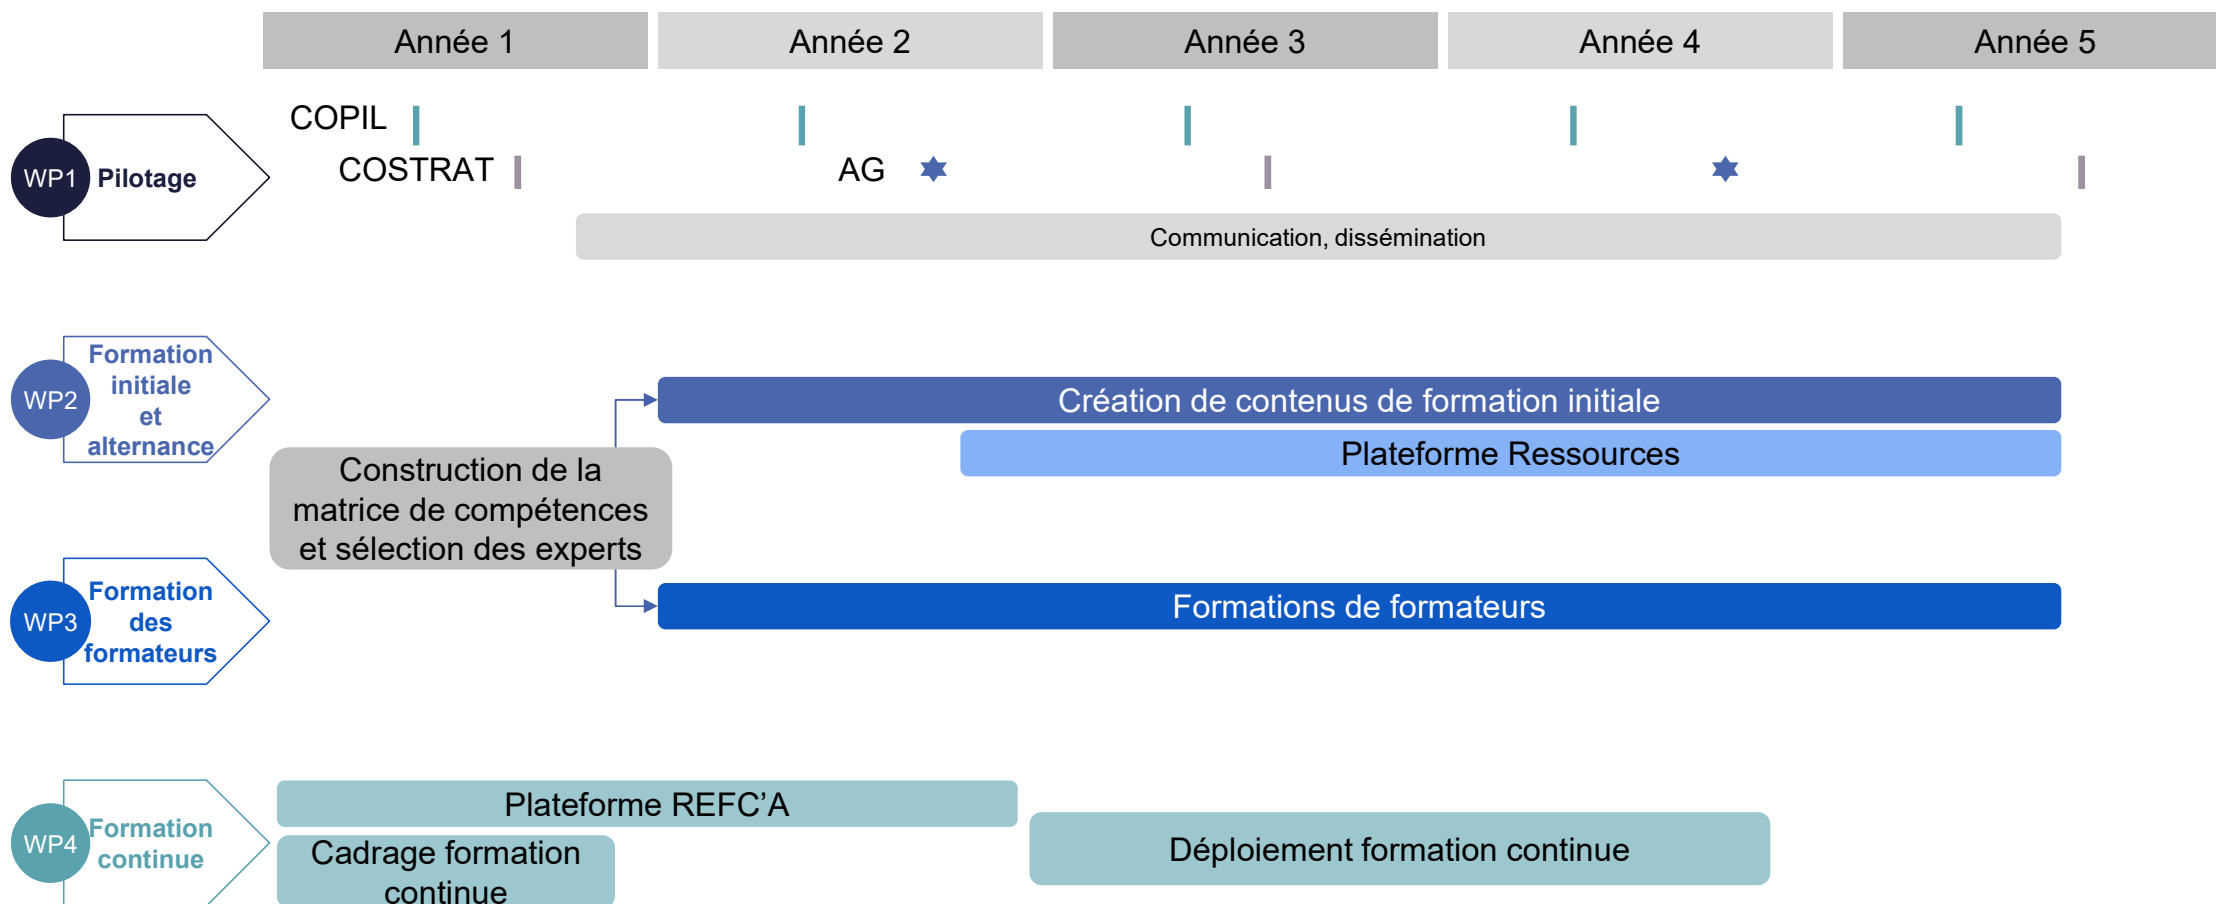 Année 1
Année 2
Année 3
Année 4
Année 5
COPIL
COSTRAT
AG
WP1
Pilotage
Communication, dissémination
WP2
Formation
initiale
et
alternance
Création de contenus de formation initiale
Plateforme Ressources
Construction de la
matrice de compétences
et sélection des experts
WP3
Formation
des
formateurs
Formations de formateurs
WP4
Formation
continue
Plateforme REFC’A
Cadrage formation
continue
Déploiement formation continue